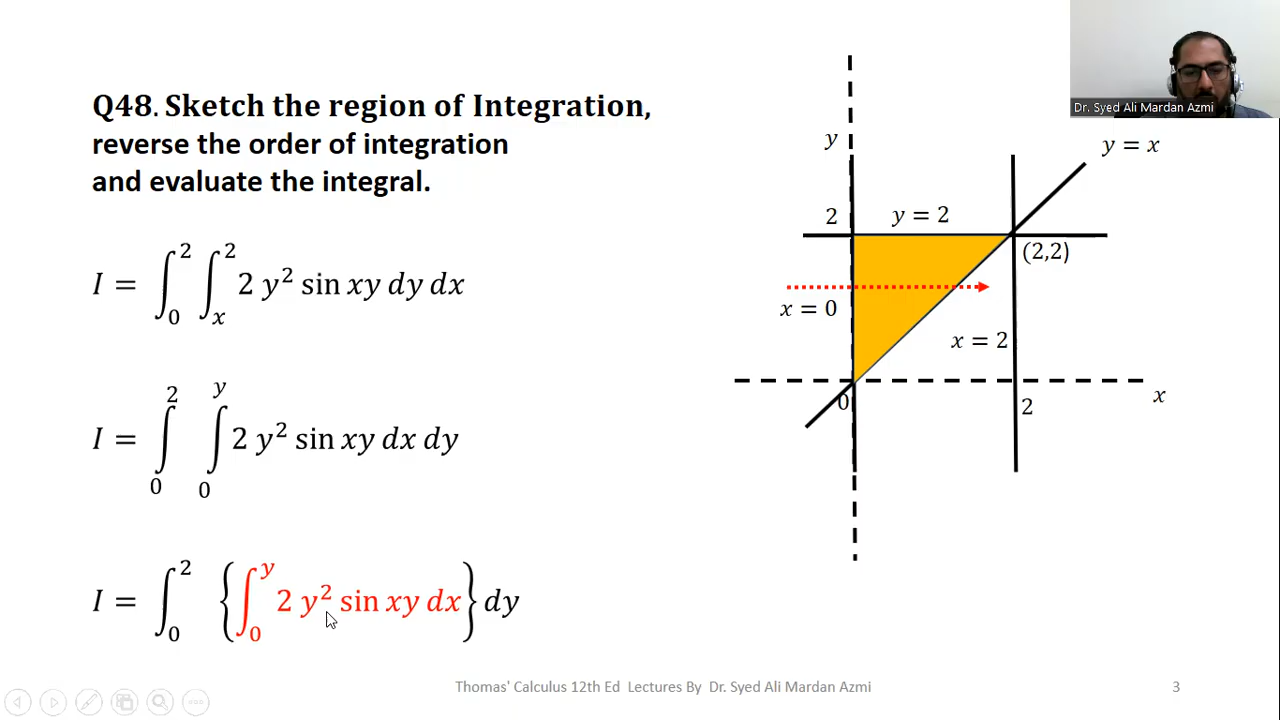 Q48. Sketch the region of Integration,
reverse the order of integration
and evaluate the integral.
I = ∫₀² ∫ₓ² 2 y² sin xy dy dx
I = ∫₀² ∫₀ʸ 2 y² sin xy dx dy
I = ∫₀² {∫₀ʸ 2 y² sin xy dx} dy
Dr. Syed Ali Mardan Azmi
y = x
y
2
y = 2
(2,2)
x = 0
x = 2
0
2
x
Thomas' Calculus 12th Ed Lectures By Dr. Syed Ali Mardan Azmi
3